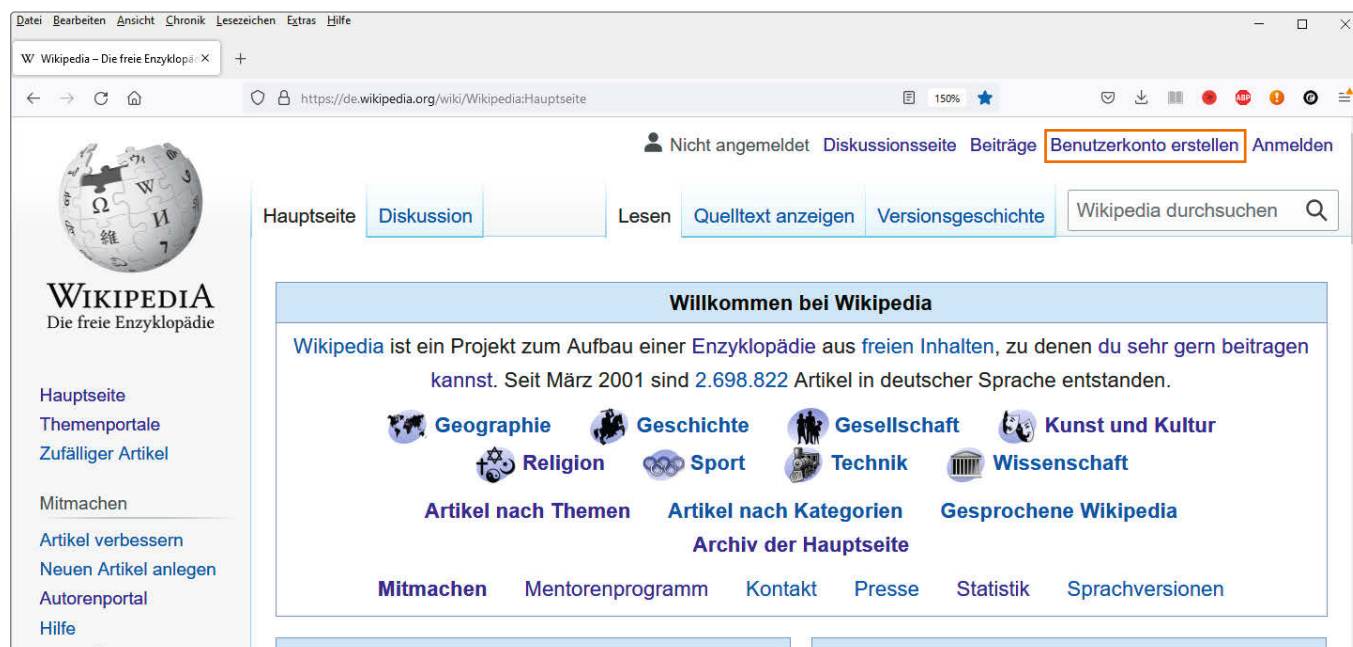 Datei Bearbeiten Ansicht Chronik Lesezeichen Extras Hilfe
W Wikipedia – Die freie Enzyklopä
https://de.wikipedia.org/wiki/Wikipedia:Hauptseite 150% ABP
Nicht angemeldet Diskussionsseite Beiträge Benutzerkonto erstellen Anmelden
Hauptseite Diskussion Lesen Quelltext anzeigen Versionsgeschichte Wikipedia durchsuchen
Ω W И 維 7
WIKIPEDIA
Die freie Enzyklopädie
Hauptseite
Themenportale
Zufälliger Artikel
Mitmachen
Artikel verbessern
Neuen Artikel anlegen
Autorenportal
Hilfe
Willkommen bei Wikipedia
Wikipedia ist ein Projekt zum Aufbau einer Enzyklopädie aus freien Inhalten, zu denen du sehr gern beitragen
kannst. Seit März 2001 sind 2.698.822 Artikel in deutscher Sprache entstanden.
Geographie Geschichte Gesellschaft Kunst und Kultur
Religion Sport Technik Wissenschaft
Artikel nach Themen Artikel nach Kategorien Gesprochene Wikipedia
Archiv der Hauptseite
Mitmachen Mentorenprogramm Kontakt Presse Statistik Sprachversionen